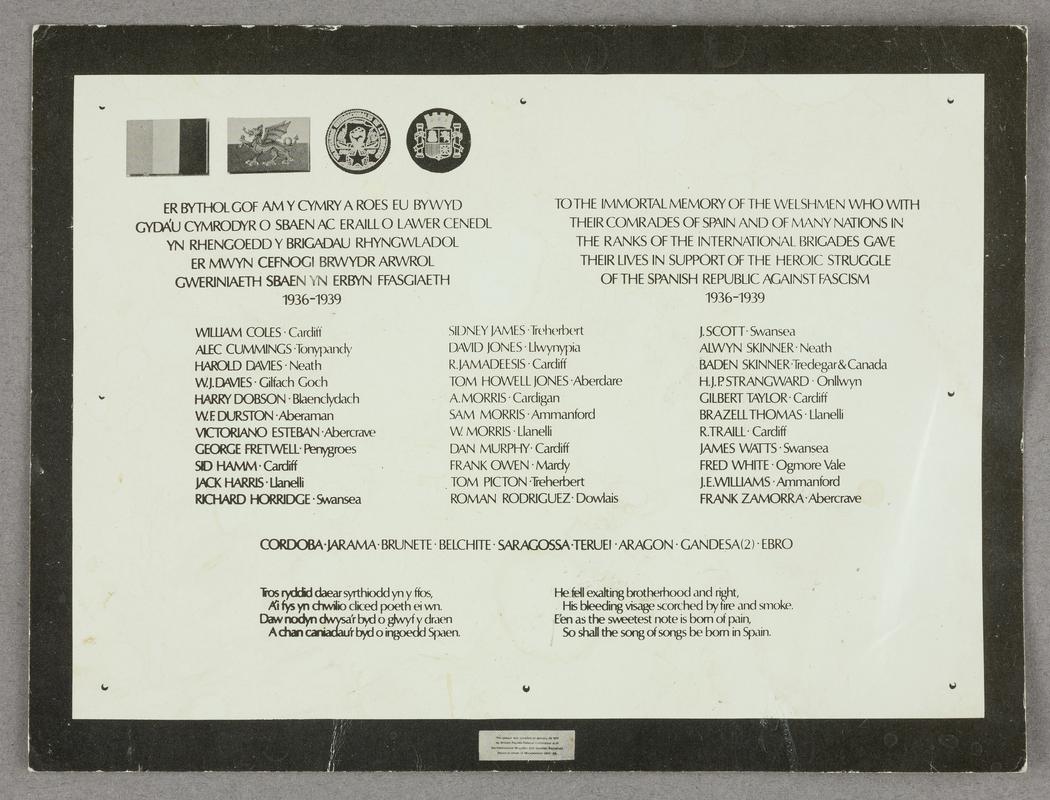 ER BYTHOL GOF AM Y CYMRY A ROES EU BYWYD
GYDA'U CYMRODYR O SBAEN AC ERAILL O LAWER CENEDL
YN RHENGOEDD Y BRIGADAU RHYNGWLADOL
ER MWYN CEFNOGI BRWYDR ARWROL
GWERINIAETH SBAEN YN ERBYN FFASGIAETH
1936-1939
TO THE IMMORTAL MEMORY OF THE WELSHMEN WHO WITH
THEIR COMRADES OF SPAIN AND OF MANY NATIONS IN
THE RANKS OF THE INTERNATIONAL BRIGADES GAVE
THEIR LIVES IN SUPPORT OF THE HEROIC STRUGGLE
OF THE SPANISH REPUBLIC AGAINST FASCISM
1936-1939
WILLIAM COLES · Cardiff
ALEC CUMMINGS · Tonypandy
HAROLD DAVIES · Neath
W.J.DAVIES · Gilfach Goch
HARRY DOBSON · Blaenclydach
W.F. DURSTON · Aberaman
VICTORIANO ESTEBAN · Abercrave
GEORGE FRETWELL · Penygroes
SID HAMM · Cardiff
JACK HARRIS · Llanelli
RICHARD HORRIDGE · Swansea
SIDNEY JAMES · Treherbert
DAVID JONES · Llwynypia
R.JAMADEESIS · Cardiff
TOM HOWELL JONES · Aberdare
A.MORRIS · Cardigan
SAM MORRIS · Ammanford
W. MORRIS · Llanelli
DAN MURPHY · Cardiff
FRANK OWEN · Mardy
TOM PICTON · Treherbert
ROMAN RODRIGUEZ · Dowlais
J.SCOTT · Swansea
ALWYN SKINNER · Neath
BADEN SKINNER · Tredegar & Canada
H.J.P. STRANGWARD · Onllwyn
GILBERT TAYLOR · Cardiff
BRAZELL THOMAS · Llanelli
R.TRAILL · Cardiff
JAMES WATTS · Swansea
FRED WHITE · Ogmore Vale
J.E.WILLIAMS · Ammanford
FRANK ZAMORRA · Abercrave
CORDOBA · JARAMA · BRUNETE · BELCHITE · SARAGOSSA · TERUEL · ARAGON · GANDESA(2) · EBRO
Tros ryddid daear syrthiodd yn y ffos,
A'i fys yn chwilio cliced poeth ei wn.
Daw nodyn dwysa'r byd o glwyf y draen
A chan caniadau'r byd o ingoedd Spaen.
He fell exalting brotherhood and right,
His bleeding visage scorched by fire and smoke.
E'en as the sweetest note is born of pain,
So shall the song of songs be born in Spain.